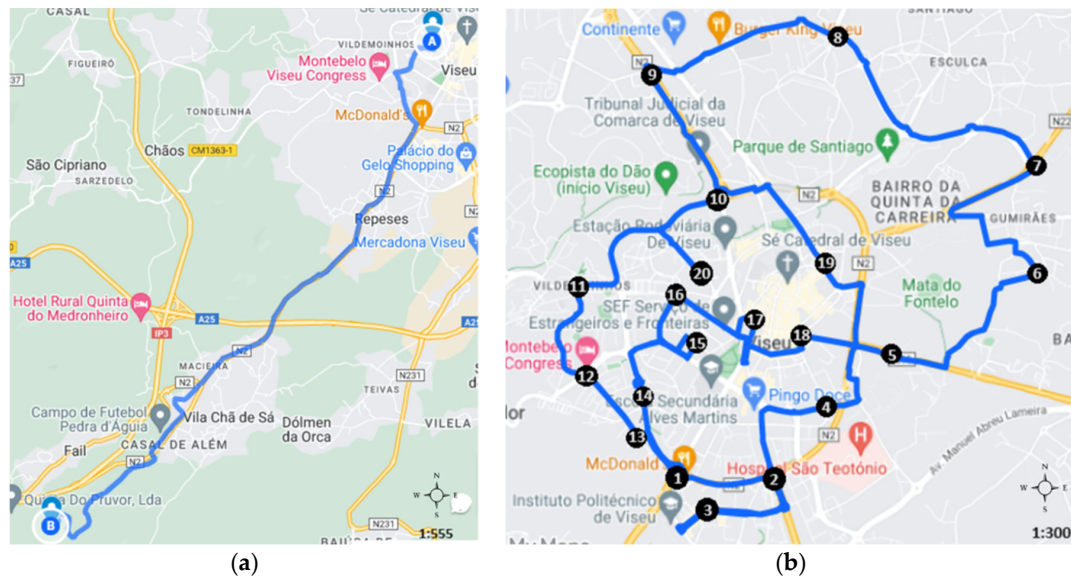 CASAL
Sé Catedral de Viseu
A
VILDEMOINHOS
FIGUEIRÓ
Montebelo
Viseu Congress
Viseu
37
TONDELINHA
McDonald's
N2
São Cipriano
Chãos
CM1363-1
Palácio do
Gelo Shopping
SARZEDELO
N2
Repeses
Mercadona Viseu
A25
Hotel Rural Quinta
do Medronheiro
A25
IP3
A25
MACIEIRA
N2
N231
N2
TEIVAS
Campo de Futebol
Pedra d'Águia
Vila Chã de Sá
Dólmen
da Orca
VILELA
CASAL DE ALÉM
Fail
N2
Quinta Do Pruvor, Lda
N
W E
S
B
N231
1:555
(a)
SANTIAGO
Continente
N2
Burger King Viseu
8
ESCULCA
9
Tribunal Judicial da
Comarca de Viseu
N22
Parque de Santiago
7
Ecopista do Dão
(início Viseu)
N2
BAIRRO DA
QUINTA DA
CARREIRA
10
GUMIRÃES
Estação Rodoviária
De Viseu
Sé Catedral de Viseu
19
N2
20
6
11
16
Mata do
Fontelo
SEF Serviço de
Estrangeiros e Fronteiras
17
18
15
Viseu
5
Montebelo
Congress
N2
12
14
Pingo Doce
Escola Secundária
Alves Martins
4
13
N2
Av. Manuel Abreu Lameira
McDonald
1
2
Hospital São Teotónio
N2
Instituto Politécnico
de Viseu
3
N
W E
S
1:300
(b)